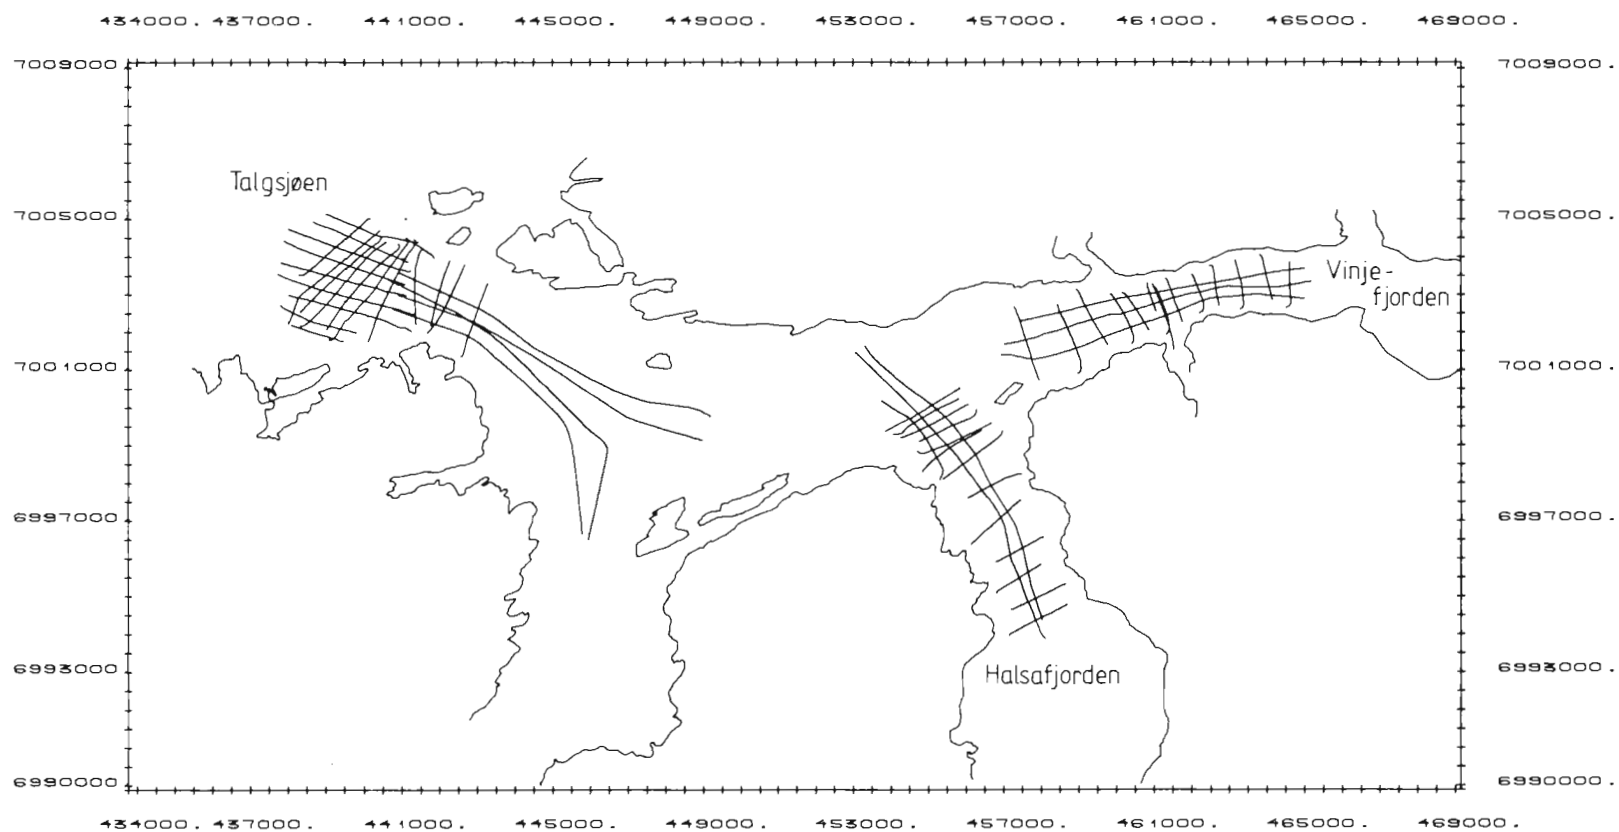 434000. 437000. 441000. 445000. 449000. 453000. 457000. 461000. 465000. 469000.
7009000 7009000.
Talgsjøen
7005000 7005000.
Vinje-
fjorden
7001000 7001000.
6997000 6997000.
6993000 6993000.
Halsafjorden
6990000 6990000.
434000. 437000. 441000. 445000. 449000. 453000. 457000. 461000. 465000. 469000.